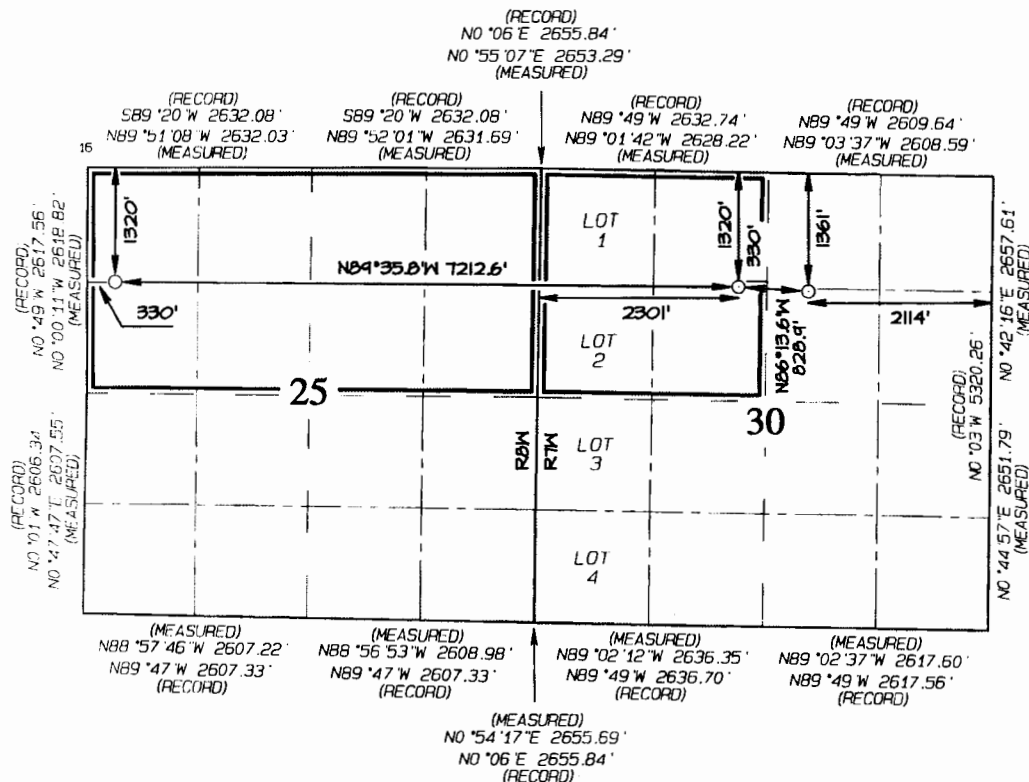 (RECORD)
N0°06'E 2655.84'
N0°55'07"E 2653.29'
(MEASURED)
(RECORD)
S89°20'W 2632.08'
N89°51'08"W 2632.03'
(MEASURED)
(RECORD)
S89°20'W 2632.08'
N89°52'01"W 2631.69'
(MEASURED)
(RECORD)
N89°49'W 2632.74'
N89°01'42"W 2628.22'
(MEASURED)
(RECORD)
N89°49'W 2609.64'
N89°03'37"W 2608.59'
(MEASURED)
16
(RECORD)
N0°49'W 2617.56'
N0°00'11"W 2618.82'
(MEASURED)
1320'
N89°35.8'W 7212.6'
330'
LOT
1
1320'
330'
1361'
2301'
N86°13.6'W
828.9'
2114'
N0°42'16"E 2657.61'
(MEASURED)
LOT
2
25
30
(RECORD)
N0°03'W 5320.26'
R8W
R7W
LOT
3
(RECORD)
N0°01'W 2606.34'
N0°47'47"E 2607.55'
(MEASURED)
N0°44'57"E 2651.79'
(MEASURED)
LOT
4
(MEASURED)
N88°57'46"W 2607.22'
N89°47'W 2607.33'
(RECORD)
(MEASURED)
N88°56'53"W 2608.98'
N89°47'W 2607.33'
(RECORD)
(MEASURED)
N89°02'12"W 2636.35'
N89°49'W 2636.70'
(RECORD)
(MEASURED)
N89°02'37"W 2617.60'
N89°49'W 2617.56'
(RECORD)
(MEASURED)
N0°54'17"E 2655.69'
N0°06'E 2655.84'
(RECORD)